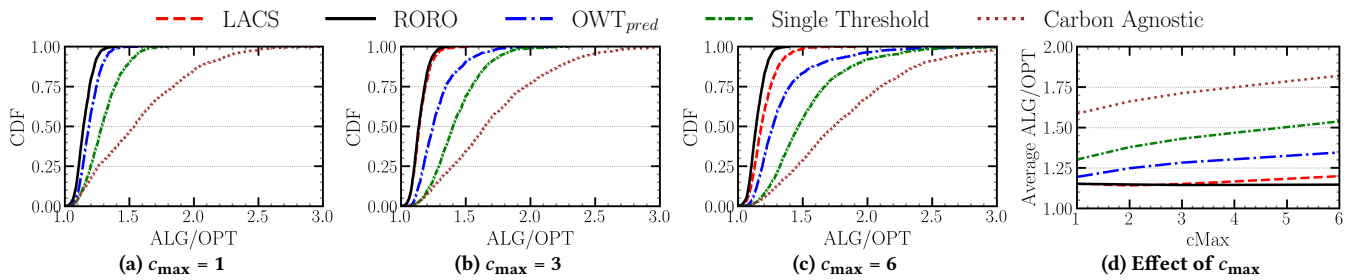 LACS RORO OWT_pred Single Threshold Carbon Agnostic
1.00
0.75
0.50
0.25
0.00
CDF
1.0 1.5 2.0 2.5 3.0
ALG/OPT
(a) c_max = 1
1.00
0.75
0.50
0.25
0.00
CDF
1.0 1.5 2.0 2.5 3.0
ALG/OPT
(b) c_max = 3
1.00
0.75
0.50
0.25
0.00
CDF
1.0 1.5 2.0 2.5 3.0
ALG/OPT
(c) c_max = 6
2.00
1.75
1.50
1.25
1.00
Average ALG/OPT
1 2 3 4 5 6
cMax
(d) Effect of c_max